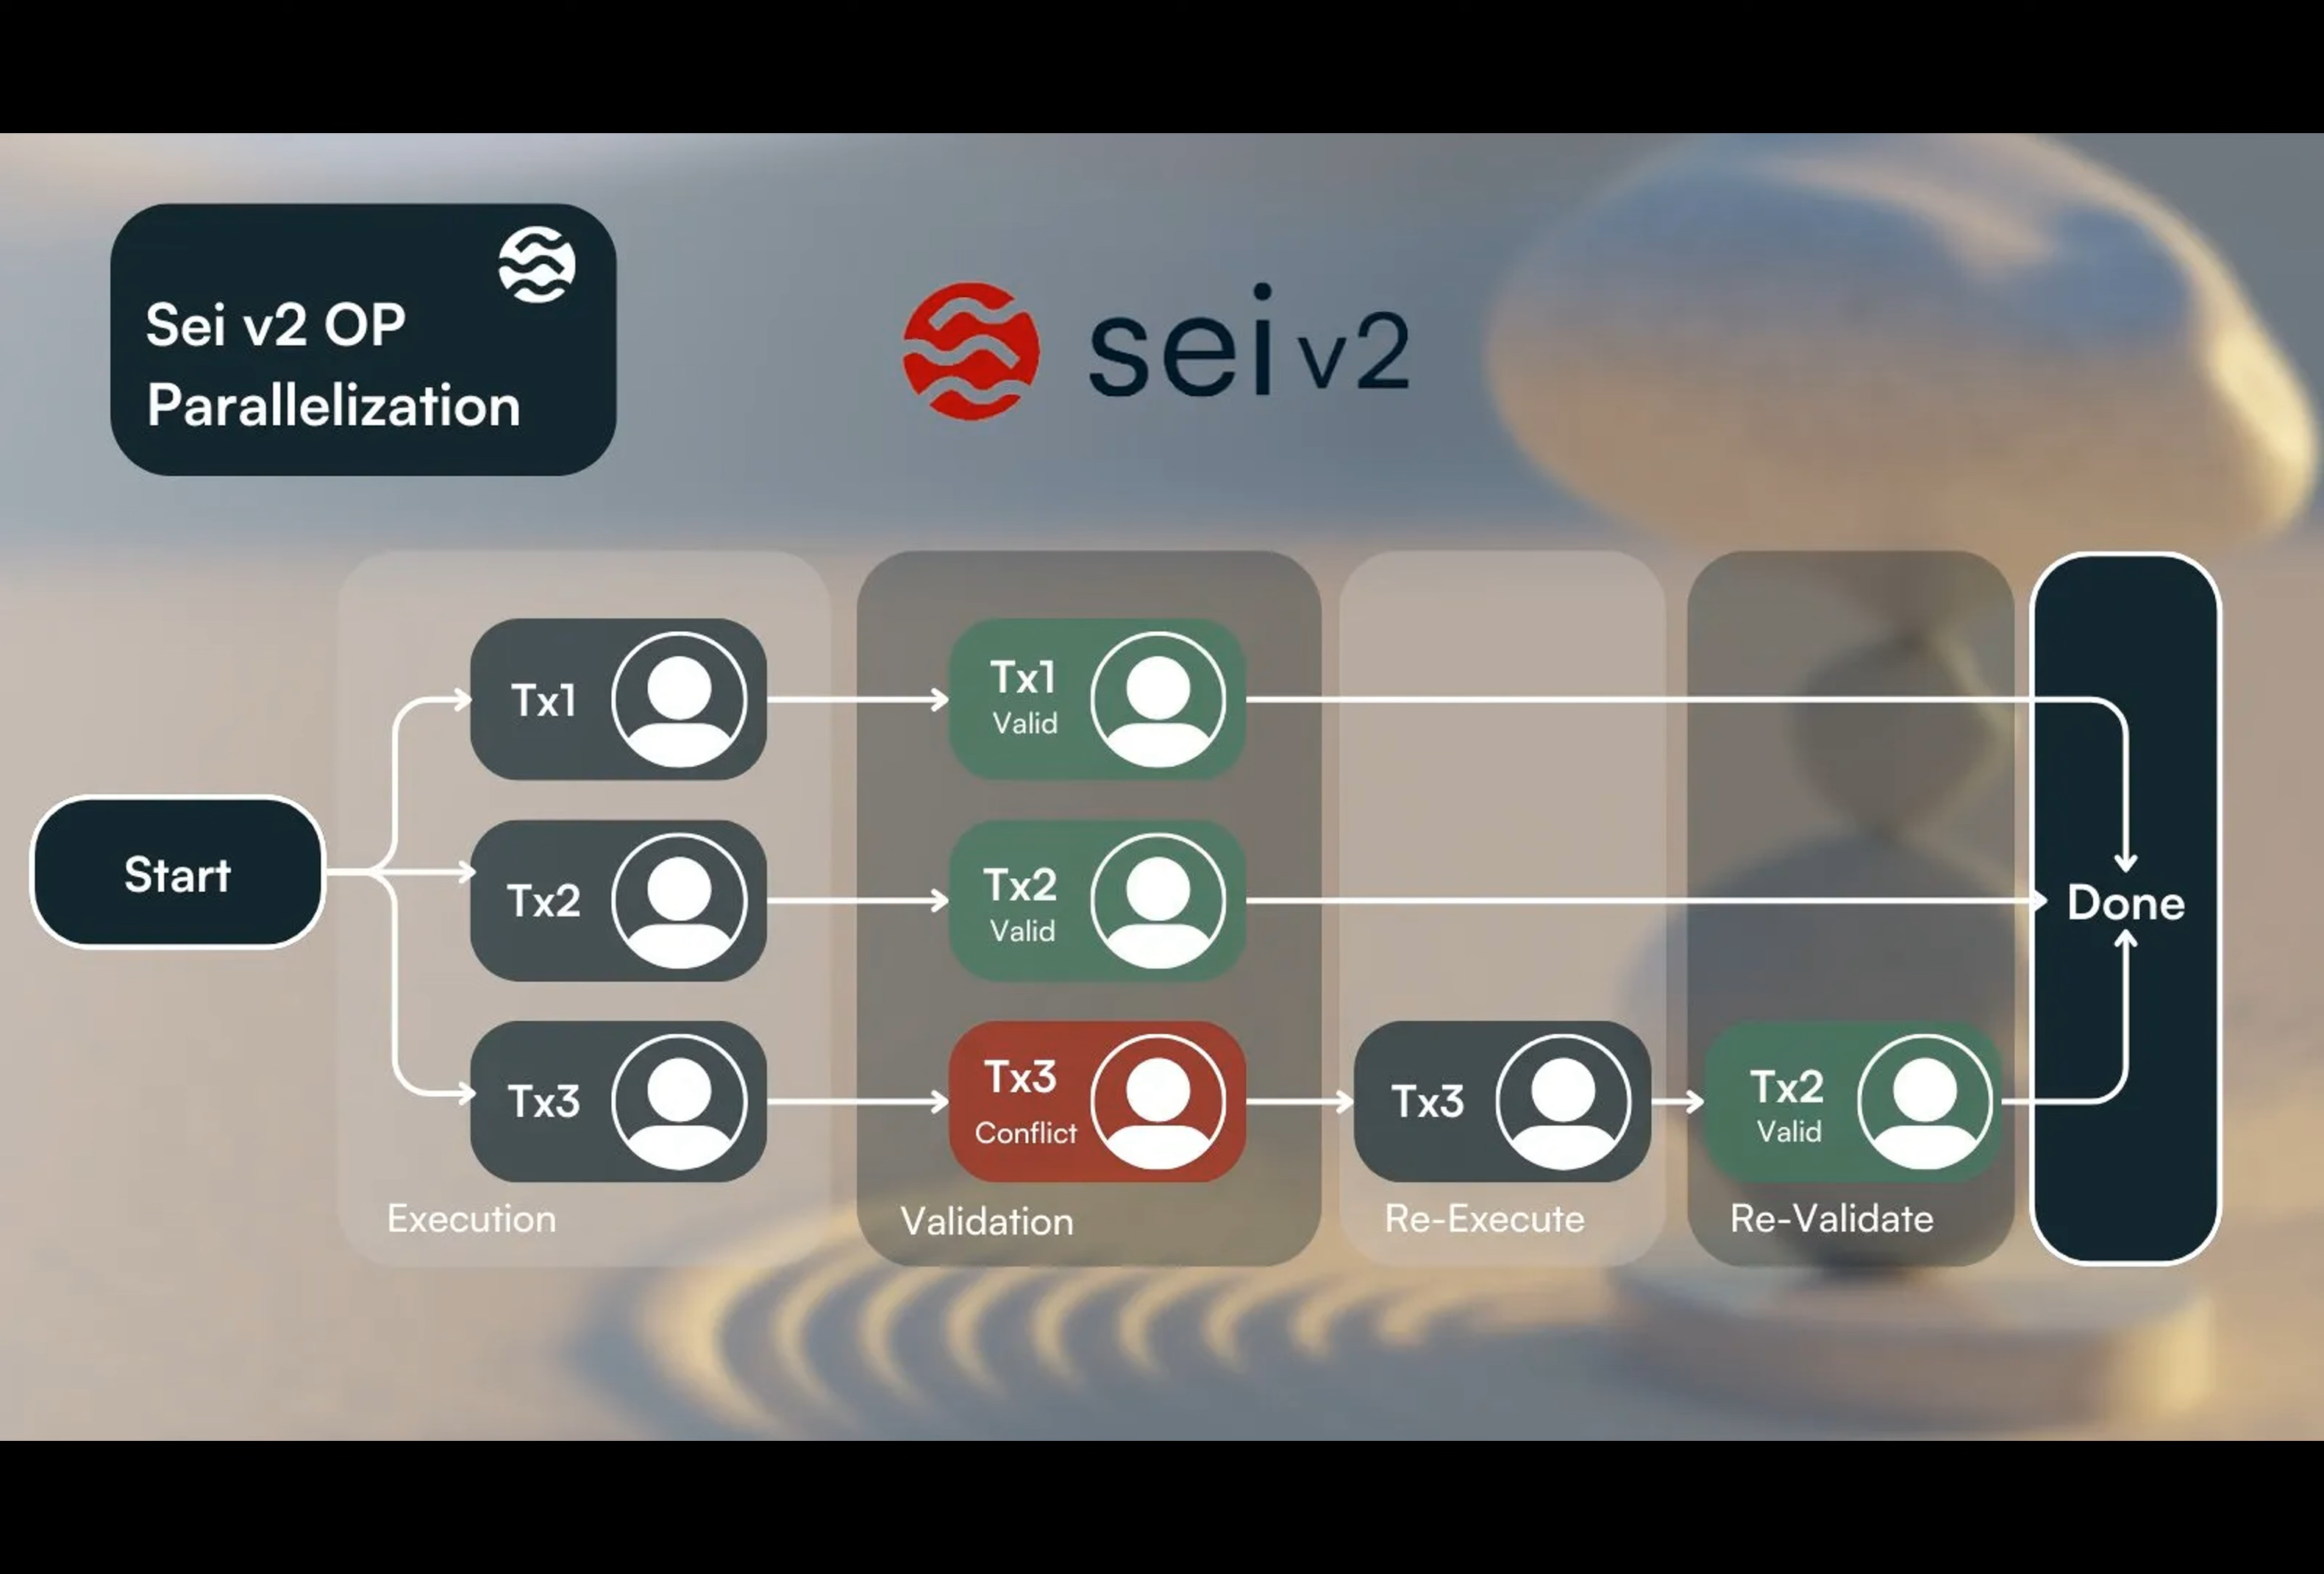 Sei v2 OP
Parallelization
sei v2
Start
Tx1
Tx2
Tx3
Execution
Tx1
Valid
Tx2
Valid
Tx3
Conflict
Validation
Tx3
Re-Execute
Tx2
Valid
Re-Validate
Done